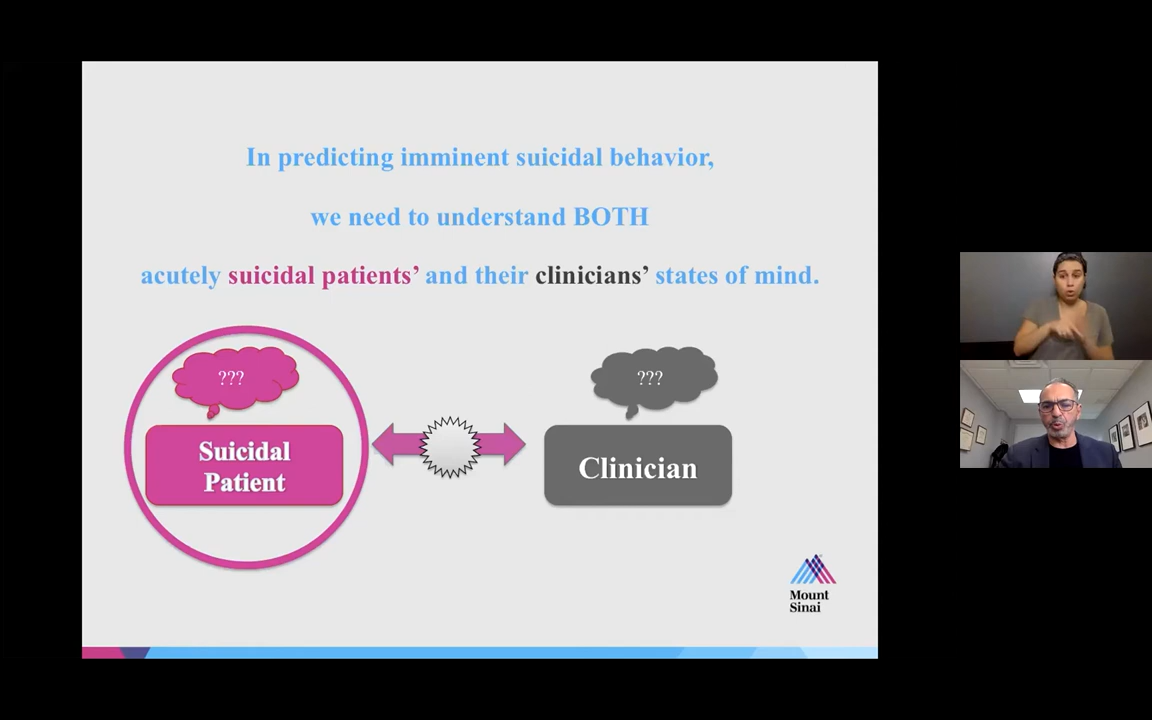 In predicting imminent suicidal behavior,
we need to understand BOTH
acutely suicidal patients’ and their clinicians’ states of mind.
???
???
Suicidal
Patient
Clinician
Mount
Sinai